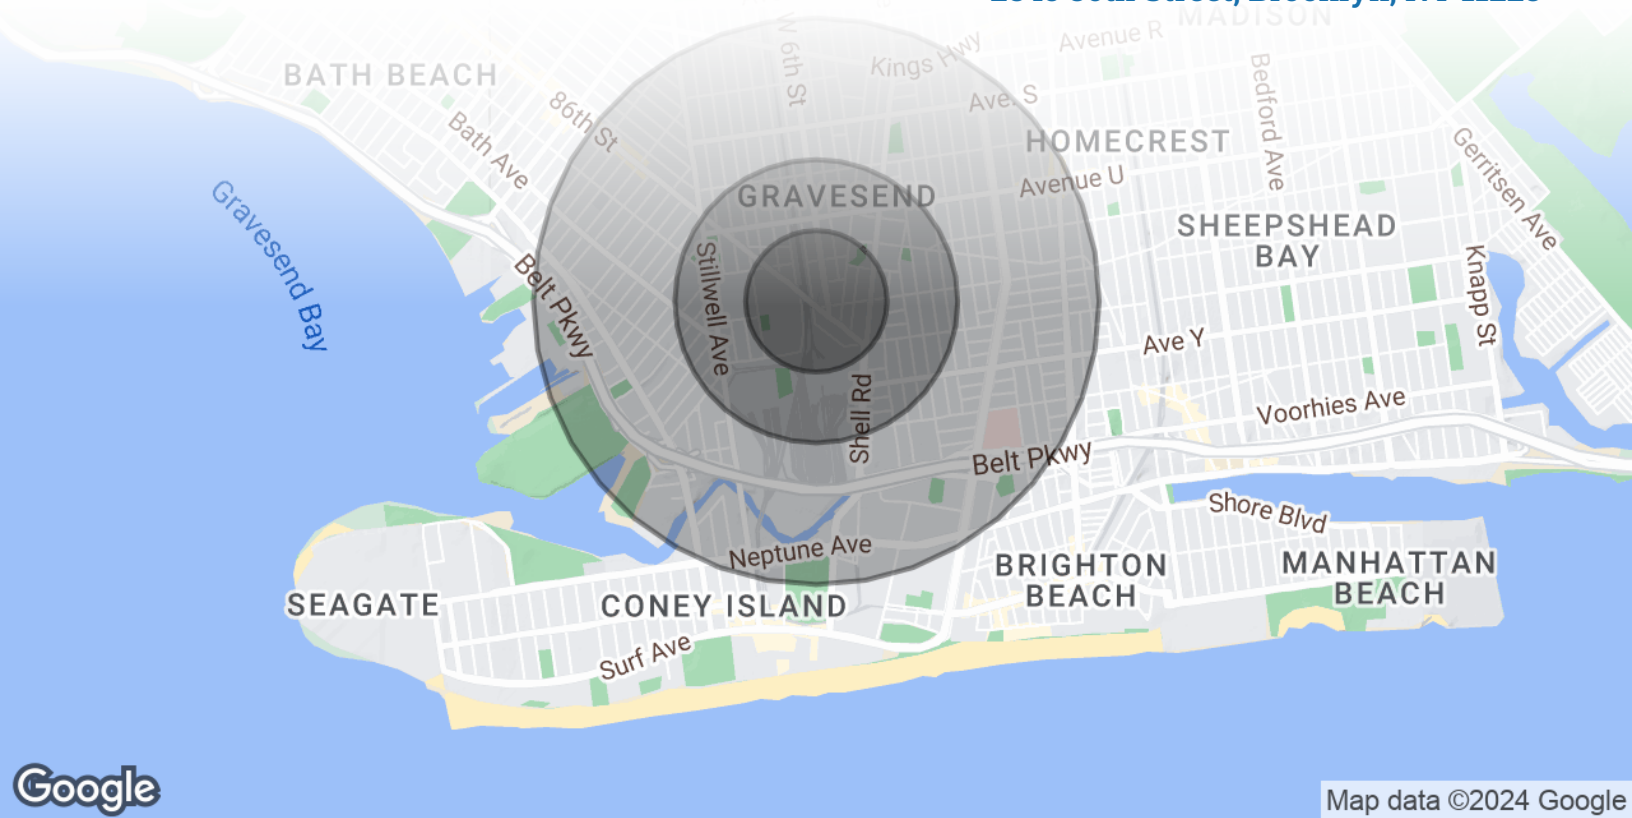 Brooklyn, NY
MADISON
W 6th St
Kings Hwy
Avenue R
BATH BEACH
86th St
Ave. S
Bedford Ave
Bath Ave
HOMECREST
Gerritsen Ave
Avenue U
GRAVESEND
Gravesend Bay
SHEEPSHEAD
BAY
Stillwell Ave
Belt Pkwy
Knapp St
Ave Y
Shell Rd
Voorhies Ave
Belt Pkwy
Shore Blvd
Neptune Ave
BRIGHTON
BEACH
MANHATTAN
BEACH
SEAGATE
CONEY ISLAND
Surf Ave
Google
Map data ©2024 Google